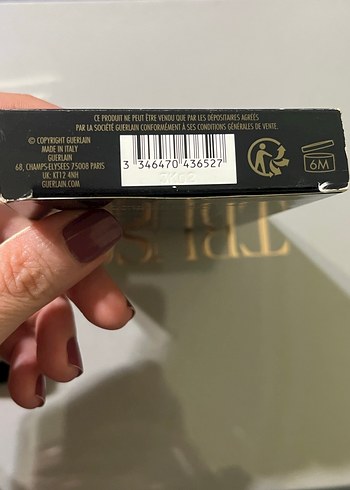 CE PRODUIT NE PEUT ÊTRE VENDU QUE PAR LES DÉPOSITAIRES AGRÉÉS
PAR LA SOCIÉTÉ GUERLAIN CONFORMÉMENT À SES CONDITIONS GÉNÉRALES DE VENTE.
© COPYRIGHT GUERLAIN
MADE IN ITALY
GUERLAIN
68, CHAMPS-ELYSEES 75008 PARIS
UK: KT12 4NH
GUERLAIN.COM
3 346470 436527
6M